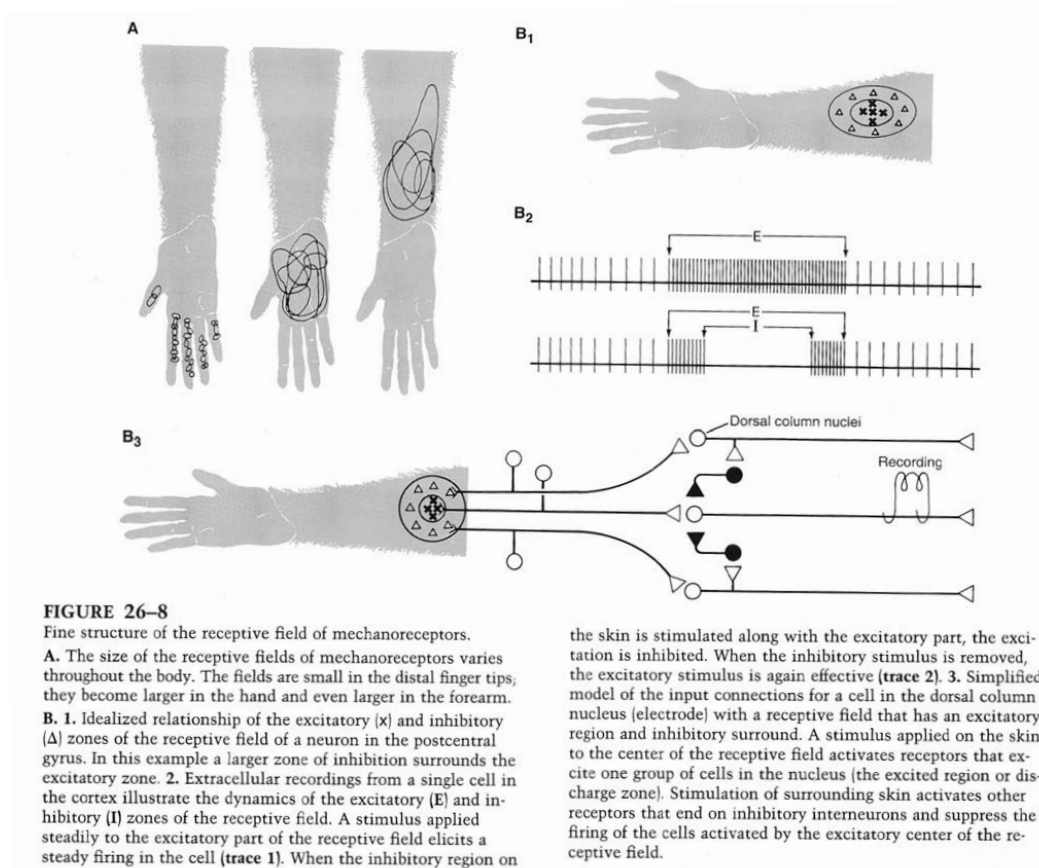 A
B1
B2
E
E
I
B3
Dorsal column nuclei
Recording
FIGURE 26–8
Fine structure of the receptive field of mechanoreceptors.
A. The size of the receptive fields of mechanoreceptors varies
throughout the body. The fields are small in the distal finger tips;
they become larger in the hand and even larger in the forearm.
B. 1. Idealized relationship of the excitatory (x) and inhibitory
(Δ) zones of the receptive field of a neuron in the postcentral
gyrus. In this example a larger zone of inhibition surrounds the
excitatory zone. 2. Extracellular recordings from a single cell in
the cortex illustrate the dynamics of the excitatory (E) and in-
hibitory (I) zones of the receptive field. A stimulus applied
steadily to the excitatory part of the receptive field elicits a
steady firing in the cell (trace 1). When the inhibitory region on
the skin is stimulated along with the excitatory part, the exci-
tation is inhibited. When the inhibitory stimulus is removed,
the excitatory stimulus is again effective (trace 2). 3. Simplified
model of the input connections for a cell in the dorsal column
nucleus (electrode) with a receptive field that has an excitatory
region and inhibitory surround. A stimulus applied on the skin
to the center of the receptive field activates receptors that ex-
cite one group of cells in the nucleus (the excited region or dis-
charge zone). Stimulation of surrounding skin activates other
receptors that end on inhibitory interneurons and suppress the
firing of the cells activated by the excitatory center of the re-
ceptive field.